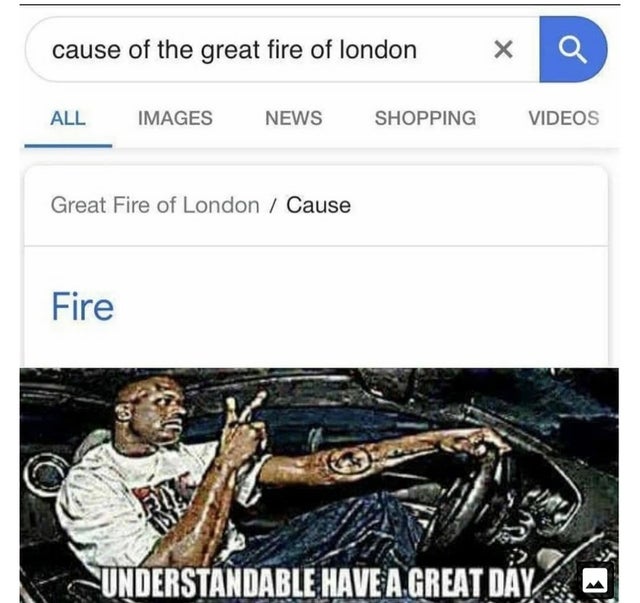 cause of the great fire of london
ALL IMAGES NEWS SHOPPING VIDEOS
Great Fire of London / Cause
Fire
UNDERSTANDABLE HAVE A GREAT DAY